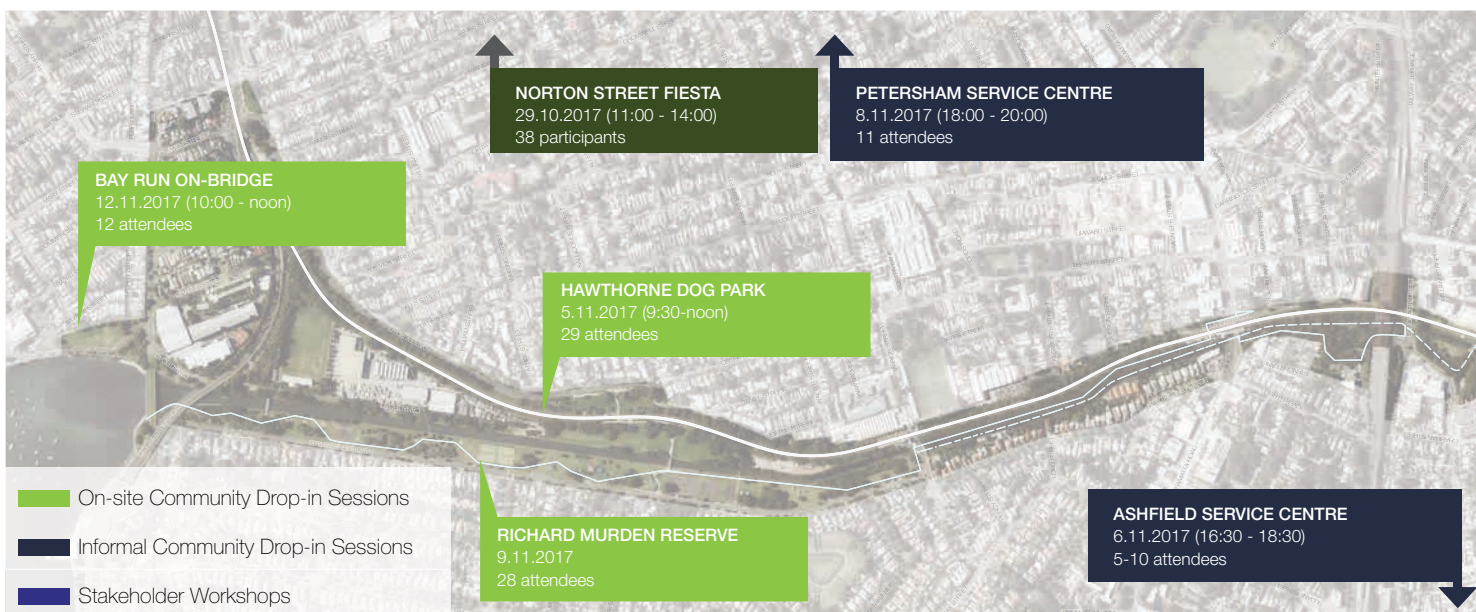 NORTON STREET FIESTA
29.10.2017 (11:00 - 14:00)
38 participants
PETERSHAM SERVICE CENTRE
8.11.2017 (18:00 - 20:00)
11 attendees
BAY RUN ON-BRIDGE
12.11.2017 (10:00 - noon)
12 attendees
HAWTHORNE DOG PARK
5.11.2017 (9:30-noon)
29 attendees
RICHARD MURDEN RESERVE
9.11.2017
28 attendees
ASHFIELD SERVICE CENTRE
6.11.2017 (16:30 - 18:30)
5-10 attendees
On-site Community Drop-in Sessions
Informal Community Drop-in Sessions
Stakeholder Workshops